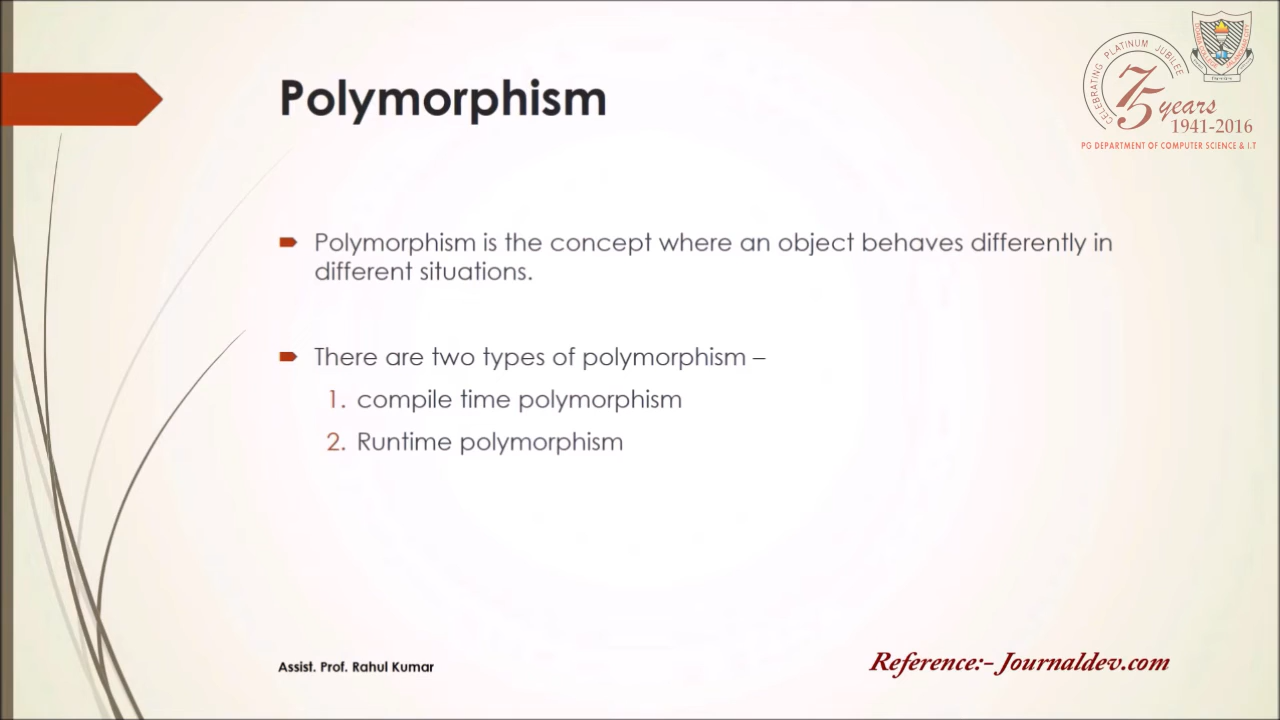 Polymorphism
CELEBRATING PLATINUM JUBILEE
75 years
1941-2016
PG DEPARTMENT OF COMPUTER SCIENCE & I.T
Polymorphism is the concept where an object behaves differently in
different situations.
There are two types of polymorphism –
1. compile time polymorphism
2. Runtime polymorphism
Assist. Prof. Rahul Kumar
Reference:- Journaldev.com